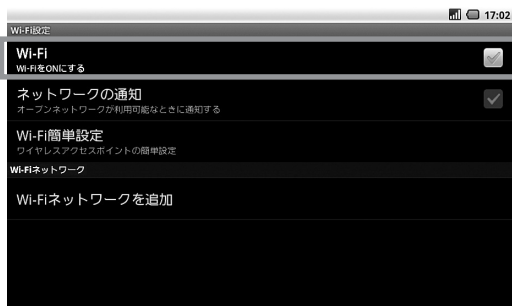 17:02
Wi-Fi設定
Wi-Fi
Wi-FiをONにする
ネットワークの通知
オープンネットワークが利用可能なときに通知する
Wi-Fi簡単設定
ワイヤレスアクセスポイントの簡単設定
Wi-Fiネットワーク
Wi-Fiネットワークを追加